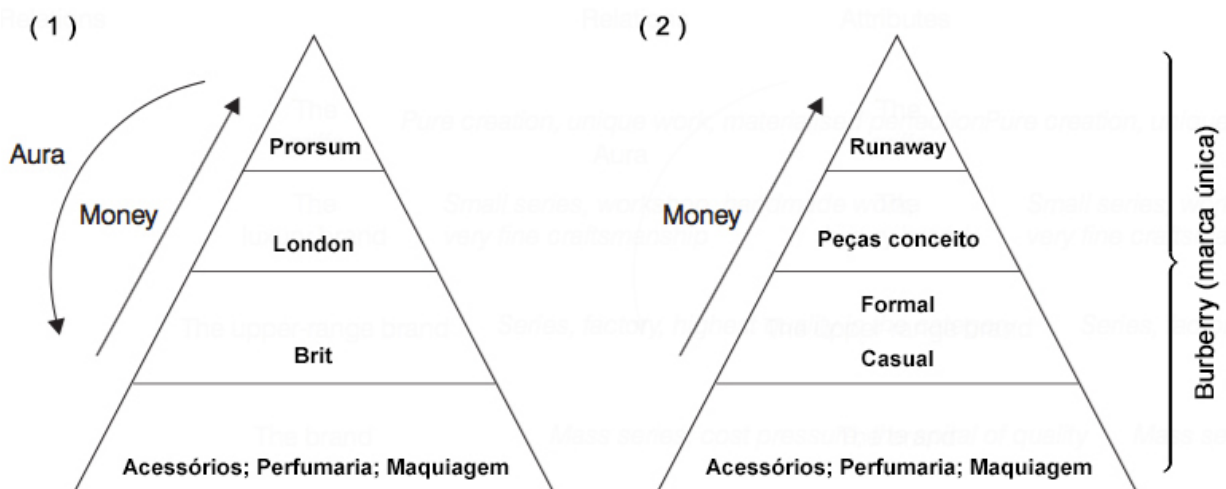 ( 1 )
Aura
Money
Prorsum
London
Brit
Acessórios; Perfumaria; Maquiagem
( 2 )
Money
Runaway
Peças conceito
Formal
Casual
Acessórios; Perfumaria; Maquiagem
Burberry (marca única)